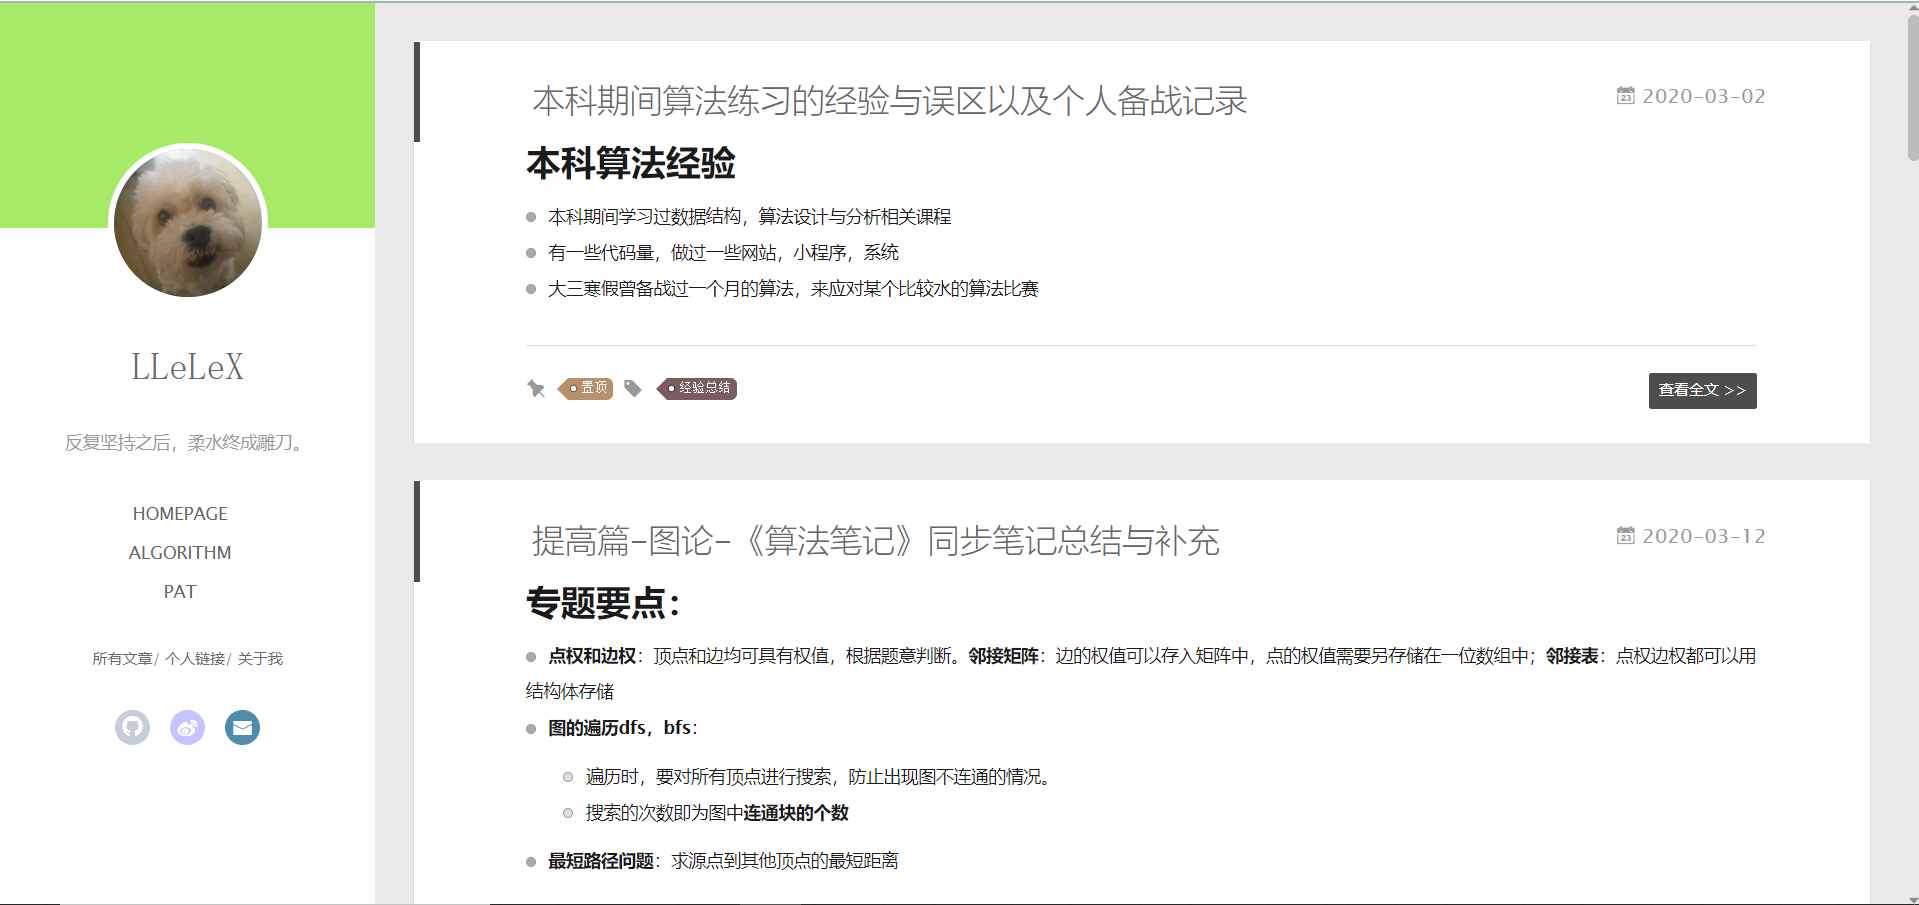 LLeLeX
反复坚持之后，柔水终成雕刀。
HOMEPAGE
ALGORITHM
PAT
所有文章/ 个人链接/ 关于我
本科期间算法练习的经验与误区以及个人备战记录
23 2020-03-02
本科算法经验
本科期间学习过数据结构，算法设计与分析相关课程
有一些代码量，做过一些网站，小程序，系统
大三寒假曾备战过一个月的算法，来应对某个比较水的算法比赛
置顶 经验总结
查看全文 >>
提高篇-图论-《算法笔记》同步笔记总结与补充
23 2020-03-12
专题要点：
点权和边权：顶点和边均可具有权值，根据题意判断。邻接矩阵：边的权值可以存入矩阵中，点的权值需要另存储在一位数组中；邻接表：点权边权都可以用
结构体存储
图的遍历dfs，bfs：
遍历时，要对所有顶点进行搜索，防止出现图不连通的情况。
搜索的次数即为图中连通块的个数
最短路径问题：求源点到其他顶点的最短距离